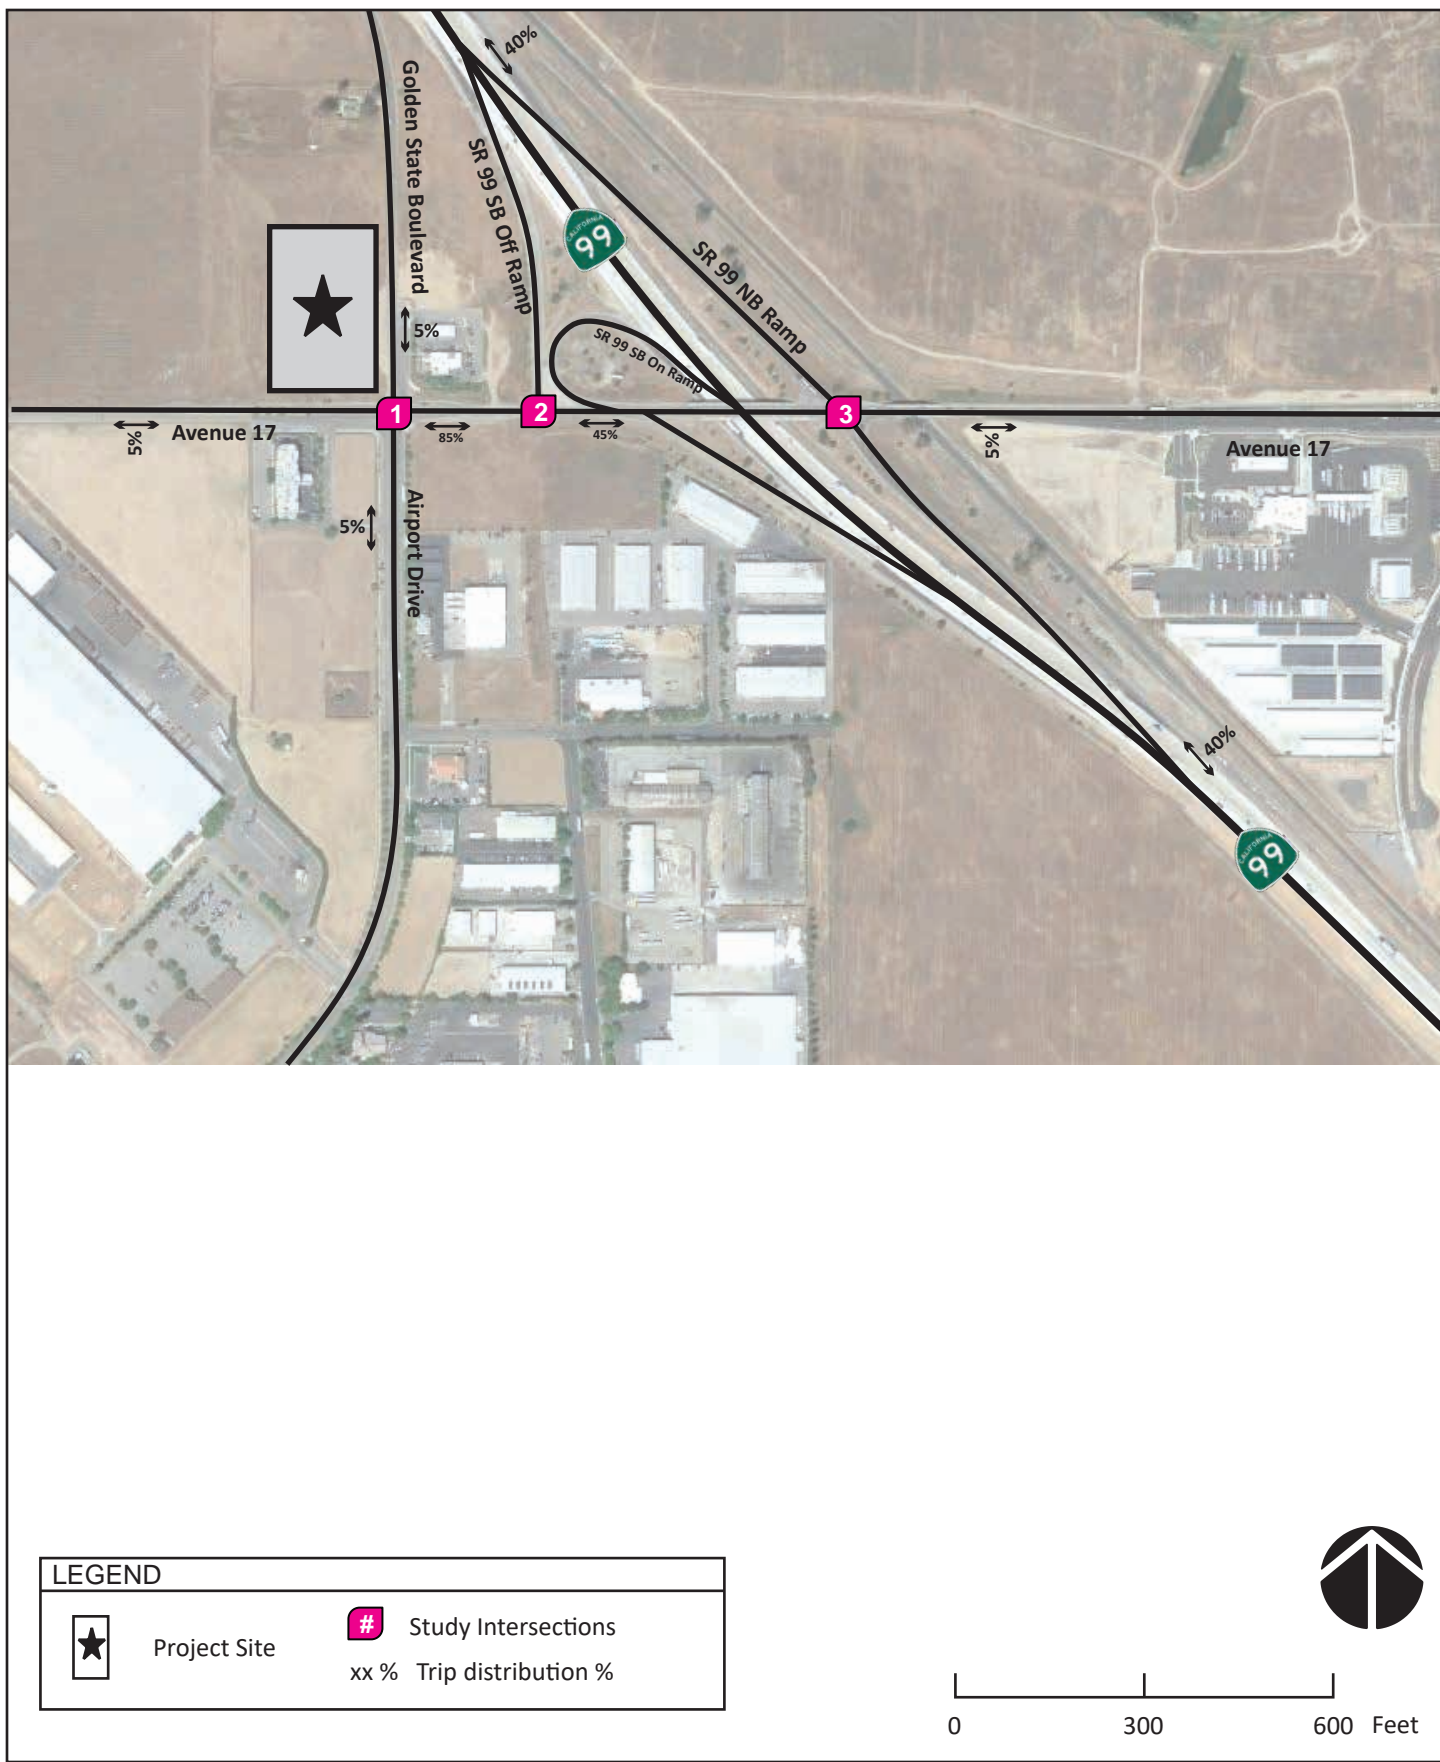 40%
Golden State Boulevard
SR 99 SB Off Ramp
CALIFORNIA
99
SR 99 NB Ramp
5%
SR 99 SB On Ramp
1
2
3
5%
Avenue 17
85%
45%
5%
Avenue 17
5%
Airport Drive
40%
CALIFORNIA
99
LEGEND
Project Site
# Study Intersections
xx % Trip distribution %
0 300 600 Feet